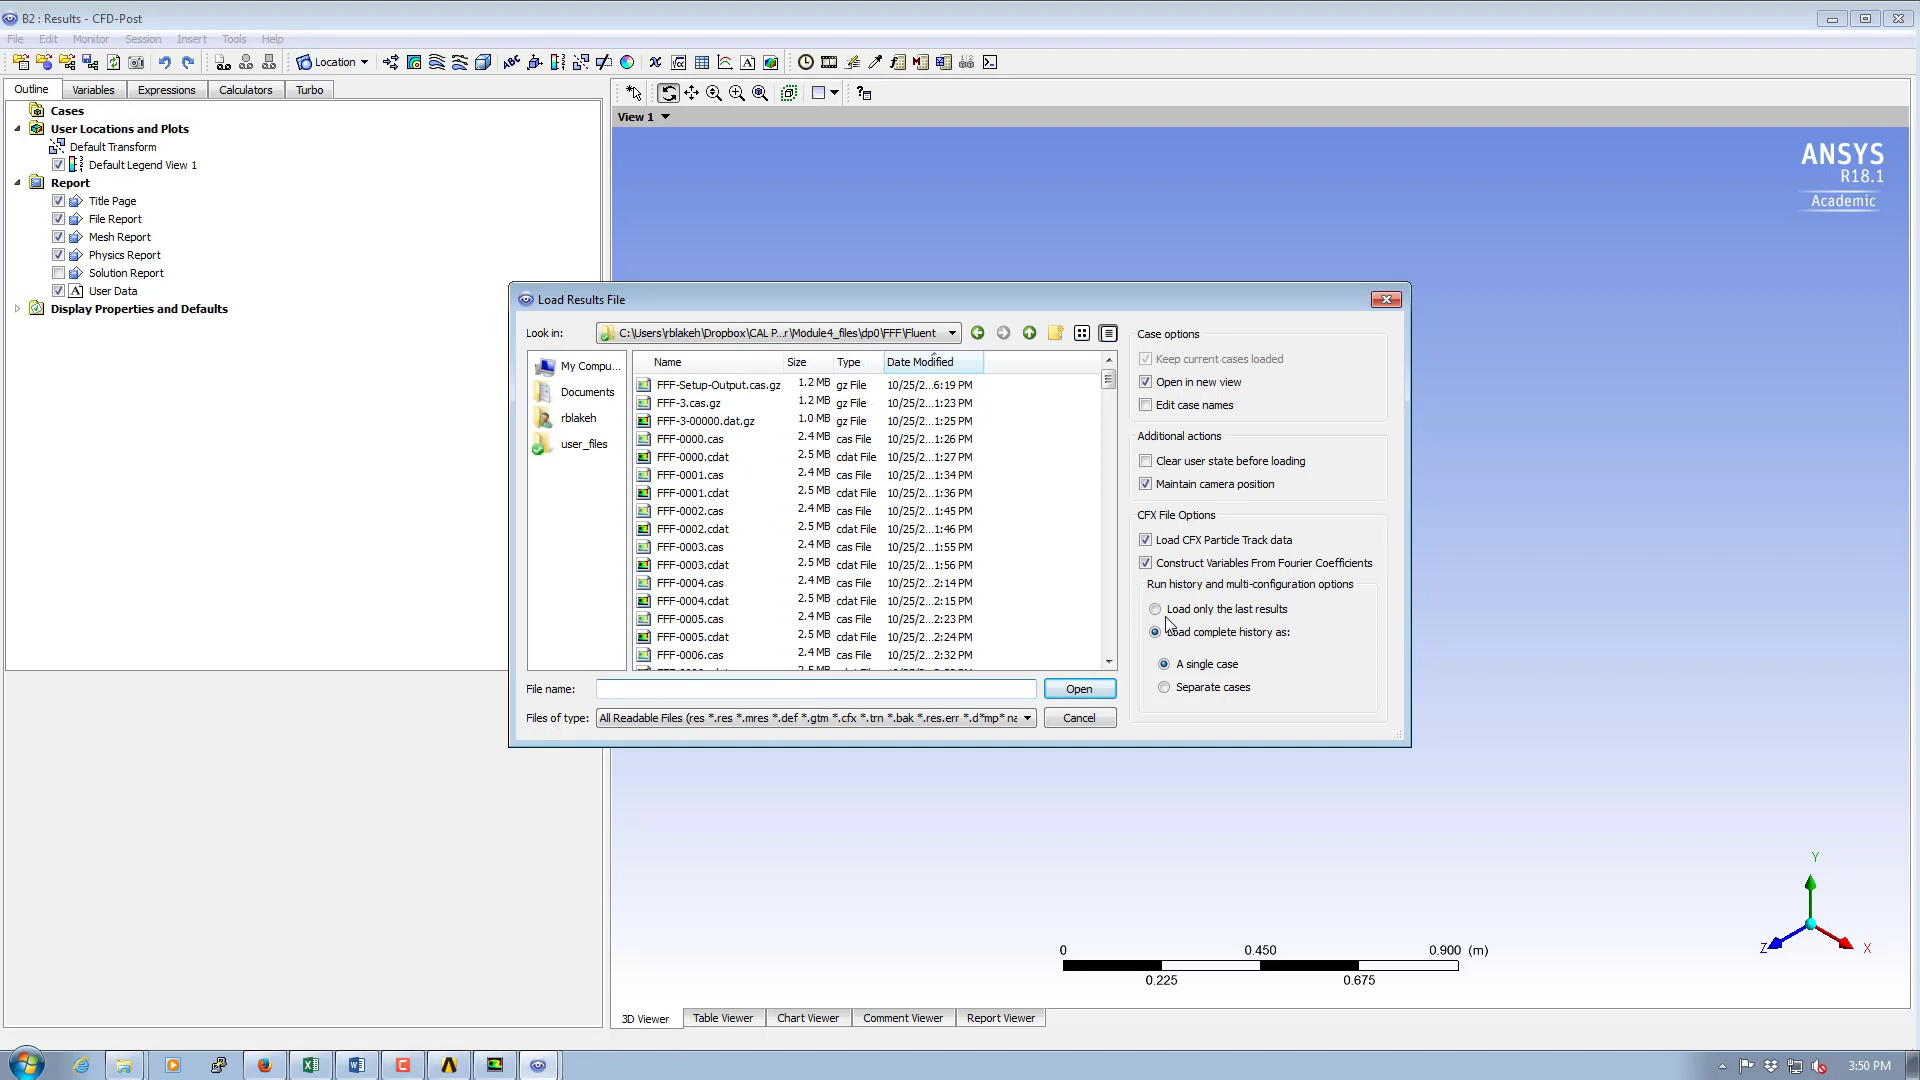 B2 : Results - CFD-Post
File Edit Monitor Session Insert Tools Help
Location
Outline Variables Expressions Calculators Turbo
Cases
User Locations and Plots
Default Transform
Default Legend View 1
Report
Title Page
File Report
Mesh Report
Physics Report
Solution Report
User Data
Display Properties and Defaults
View 1
ANSYS
R18.1
Academic
Load Results File
Look in: C:\Users\rblakeh\Dropbox\CAL P...r\Module4_files\dp0\FFF\Fluent
My Compu...
Documents
rblakeh
user_files
Name Size Type Date Modified
FFF-Setup-Output.cas.gz 1.2 MB gz File 10/25/2...6:19 PM
FFF-3.cas.gz 1.2 MB gz File 10/25/2...1:23 PM
FFF-3-00000.dat.gz 1.0 MB gz File 10/25/2...1:25 PM
FFF-0000.cas 2.4 MB cas File 10/25/2...1:26 PM
FFF-0000.cdat 2.5 MB cdat File 10/25/2...1:27 PM
FFF-0001.cas 2.4 MB cas File 10/25/2...1:34 PM
FFF-0001.cdat 2.5 MB cdat File 10/25/2...1:36 PM
FFF-0002.cas 2.4 MB cas File 10/25/2...1:45 PM
FFF-0002.cdat 2.5 MB cdat File 10/25/2...1:46 PM
FFF-0003.cas 2.4 MB cas File 10/25/2...1:55 PM
FFF-0003.cdat 2.5 MB cdat File 10/25/2...1:56 PM
FFF-0004.cas 2.4 MB cas File 10/25/2...2:14 PM
FFF-0004.cdat 2.5 MB cdat File 10/25/2...2:15 PM
FFF-0005.cas 2.4 MB cas File 10/25/2...2:23 PM
FFF-0005.cdat 2.5 MB cdat File 10/25/2...2:24 PM
FFF-0006.cas 2.4 MB cas File 10/25/2...2:32 PM
File name: Open
Files of type: All Readable Files (res *.res *.mres *.def *.gtm *.cfx *.trn *.bak *.res.err *.d*mp* na Cancel
Case options
Keep current cases loaded
Open in new view
Edit case names
Additional actions
Clear user state before loading
Maintain camera position
CFX File Options
Load CFX Particle Track data
Construct Variables From Fourier Coefficients
Run history and multi-configuration options
Load only the last results
oad complete history as:
A single case
Separate cases
Y
Z X
0 0.450 0.900 (m)
0.225 0.675
3D Viewer Table Viewer Chart Viewer Comment Viewer Report Viewer
3:50 PM